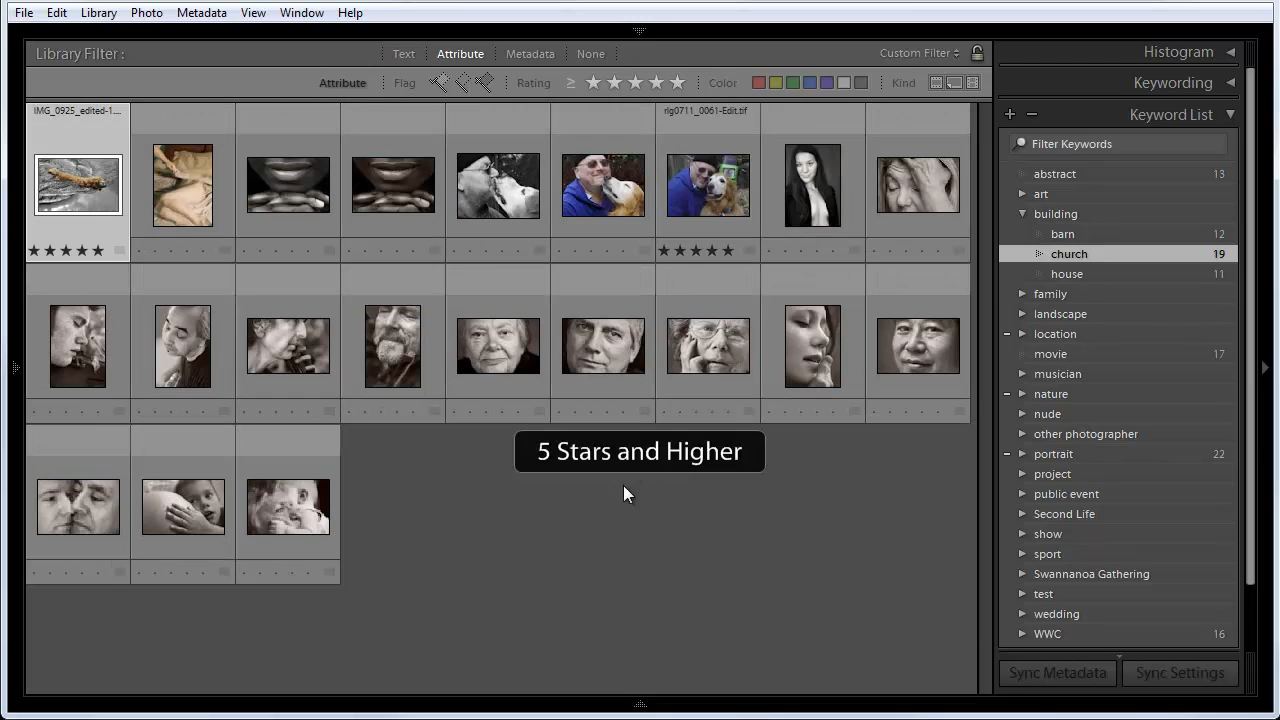 File Edit Library Photo Metadata View Window Help
Library Filter : Text Attribute Metadata None Custom Filter
Attribute Flag Rating ≥ ★★★★★ Color Kind
IMG_0925_edited-1.... rlg0711_0061-Edit.tif
★★★★★ ★★★★★
5 Stars and Higher
Histogram
Keywording
+ − Keyword List
Filter Keywords
abstract 13
art
building
barn 12
church 19
house 11
family
landscape
location
movie 17
musician
nature
nude
other photographer
portrait 22
project
public event
Second Life
show
sport
Swannanoa Gathering
test
wedding
WWC 16
Sync Metadata Sync Settings